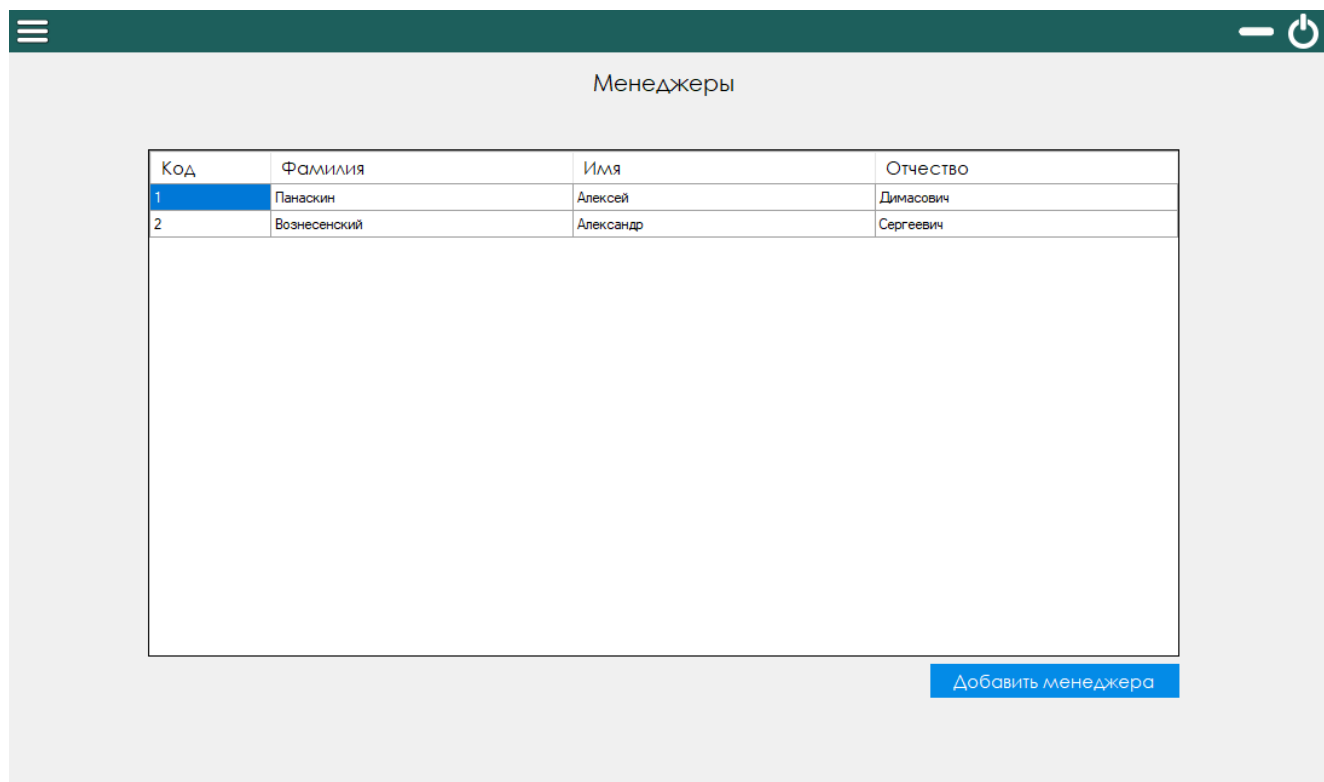 Менеджеры
Код Фамилия Имя Отчество
1 Панаскин Алексей Димасович
2 Вознесенский Александр Сергеевич
Добавить менеджера